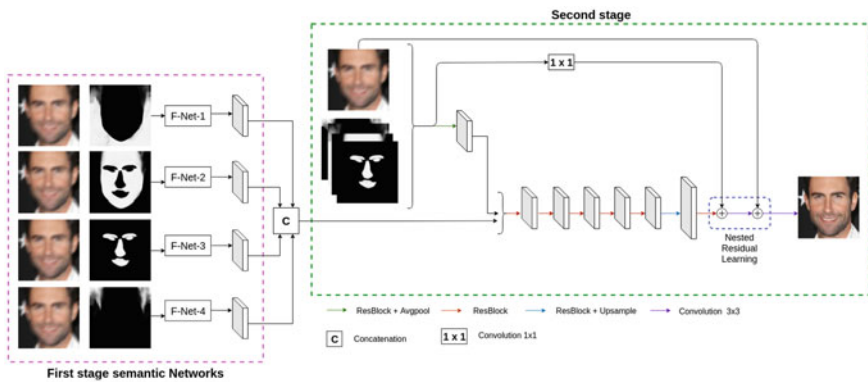 Second stage
1 x 1
F-Net-1
F-Net-2
F-Net-3
F-Net-4
C
Nested
Residual
Learning
ResBlock + Avgpool
ResBlock
ResBlock + Upsample
Convolution 3x3
C
Concatenation
1 x 1
Convolution 1x1
First stage semantic Networks